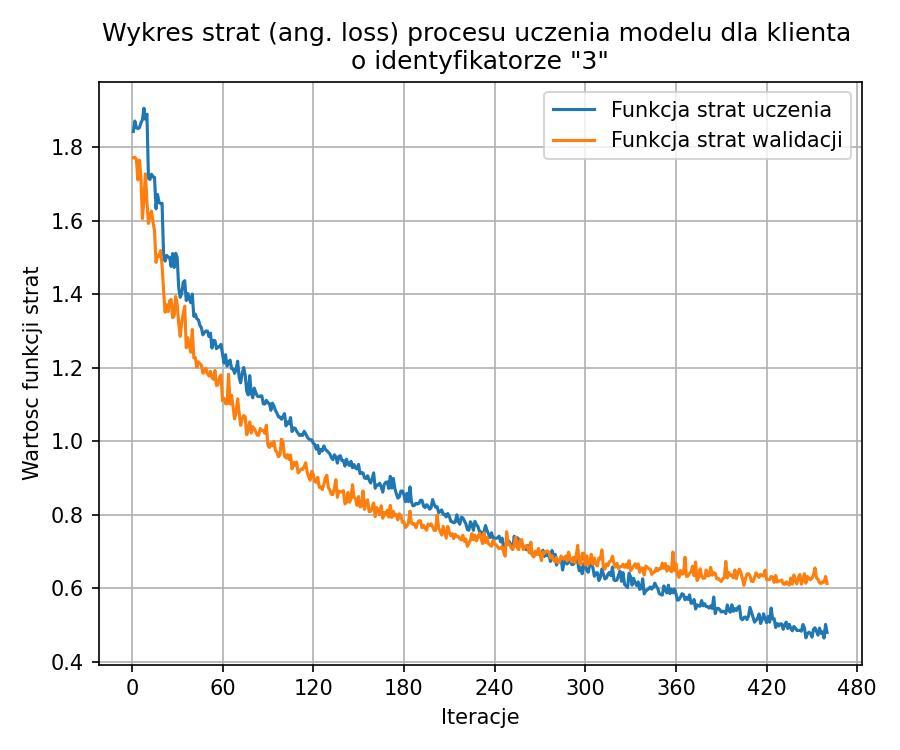 Wykres strat (ang. loss) procesu uczenia modelu dla klienta
o identyfikatorze "3"
Funkcja strat uczenia
Funkcja strat walidacji
Wartosc funkcji strat
1.8
1.6
1.4
1.2
1.0
0.8
0.6
0.4
0 60 120 180 240 300 360 420 480
Iteracje